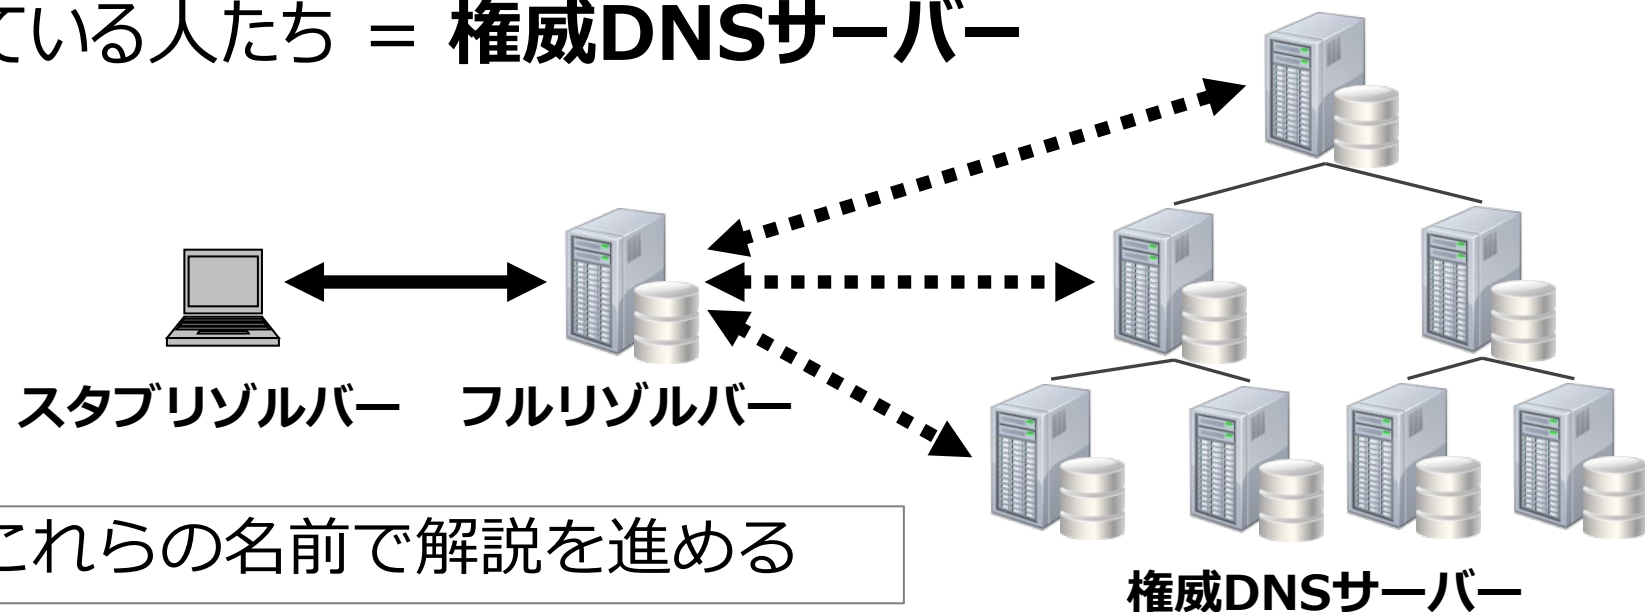 ている人たち = 権威DNSサーバー
スタブリゾルバー
フルリゾルバー
これらの名前で解説を進める
権威DNSサーバー